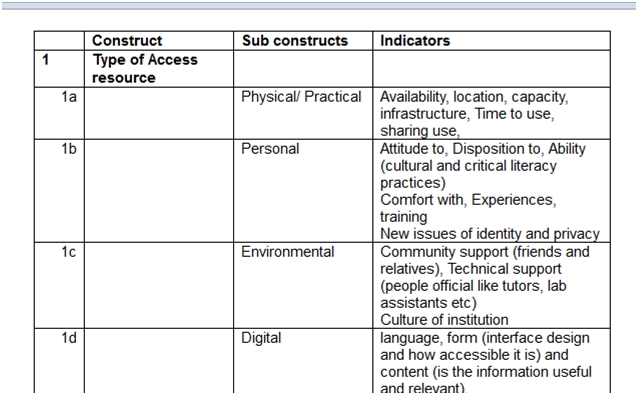 Construct Sub constructs Indicators
1 Type of Access
resource
1a Physical/ Practical Availability, location, capacity,
infrastructure, Time to use,
sharing use,
1b Personal Attitude to, Disposition to, Ability
(cultural and critical literacy
practices)
Comfort with, Experiences,
training
New issues of identity and privacy
1c Environmental Community support (friends and
relatives), Technical support
(people official like tutors, lab
assistants etc)
Culture of institution
1d Digital language, form (interface design
and how accessible it is) and
content (is the information useful
and relevant).